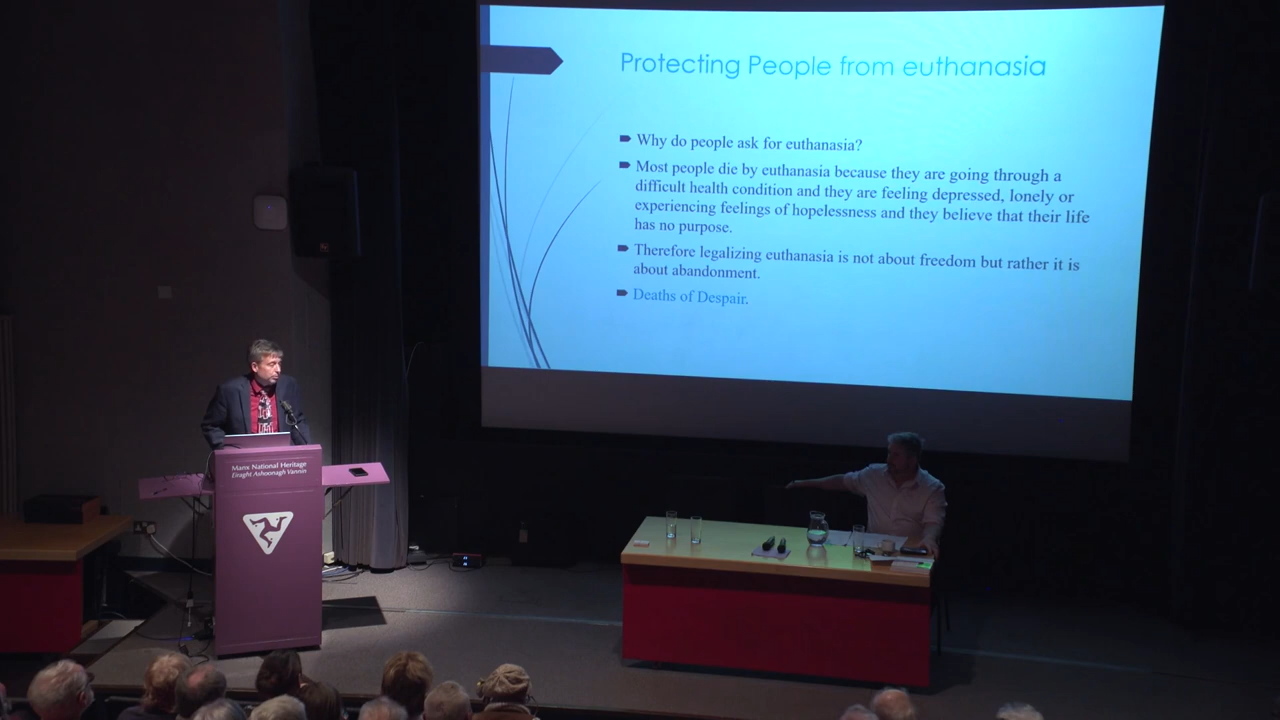 Protecting People from euthanasia
Why do people ask for euthanasia?
Most people die by euthanasia because they are going through a
difficult health condition and they are feeling depressed, lonely or
experiencing feelings of hopelessness and they believe that their life
has no purpose.
Therefore legalizing euthanasia is not about freedom but rather it is
about abandonment.
Deaths of Despair.
Manx National Heritage
Eiraght Ashoonagh Vannin